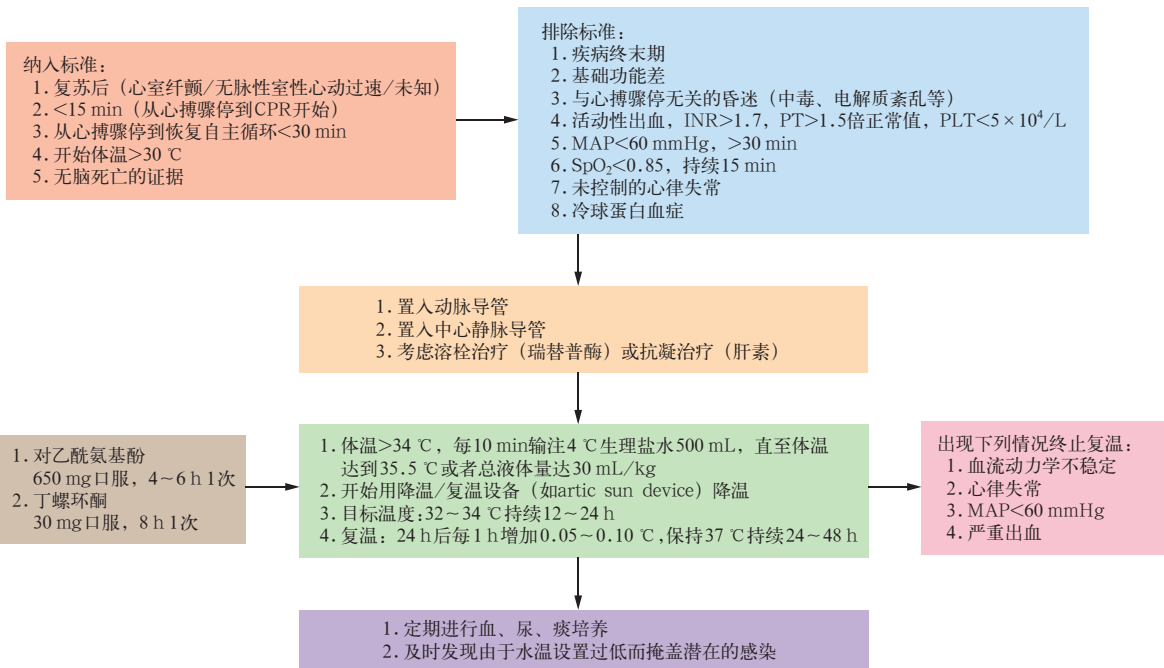 纳入标准：
1. 复苏后（心室纤颤/无脉性室性心动过速/未知）
2. <15 min（从心搏骤停到CPR开始）
3. 从心搏骤停到恢复自主循环<30 min
4. 开始体温>30 ℃
5. 无脑死亡的证据
排除标准：
1. 疾病终末期
2. 基础功能差
3. 与心搏骤停无关的昏迷（中毒、电解质紊乱等）
4. 活动性出血，INR>1.7，PT>1.5倍正常值，PLT<5×10⁴/L
5. MAP<60 mmHg，>30 min
6. SpO₂<0.85，持续15 min
7. 未控制的心律失常
8. 冷球蛋白血症
1. 置入动脉导管
2. 置入中心静脉导管
3. 考虑溶栓治疗（瑞替普酶）或抗凝治疗（肝素）
1. 对乙酰氨基酚
650 mg口服，4～6 h 1次
2. 丁螺环酮
30 mg口服，8 h 1次
1. 体温>34 ℃，每10 min输注4 ℃生理盐水500 mL，直至体温
达到35.5 ℃或者总液体量达30 mL/kg
2. 开始用降温/复温设备（如artic sun device）降温
3. 目标温度：32～34 ℃持续12～24 h
4. 复温：24 h后每1 h增加0.05～0.10 ℃，保持37 ℃持续24～48 h
出现下列情况终止复温：
1. 血流动力学不稳定
2. 心律失常
3. MAP<60 mmHg
4. 严重出血
1. 定期进行血、尿、痰培养
2. 及时发现由于水温设置过低而掩盖潜在的感染